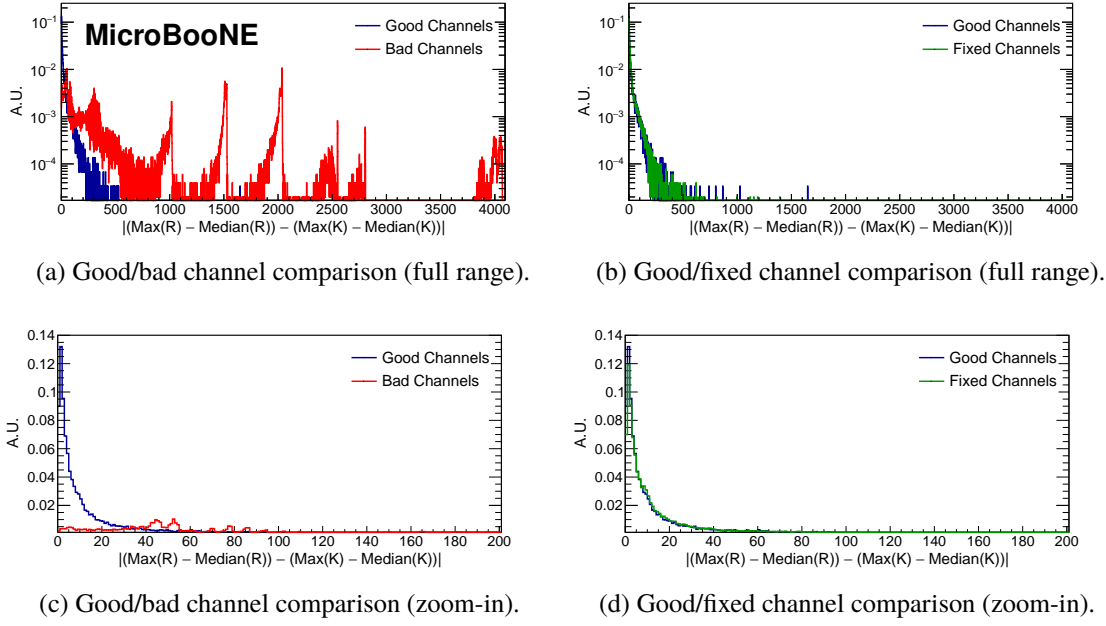 MicroBooNE
Good Channels
Bad Channels
A.U.
10⁻¹
10⁻²
10⁻³
10⁻⁴
0 500 1000 1500 2000 2500 3000 3500 4000
|(Max(R) − Median(R)) − (Max(K) − Median(K))|
(a) Good/bad channel comparison (full range).
Good Channels
Fixed Channels
A.U.
10⁻¹
10⁻²
10⁻³
10⁻⁴
0 500 1000 1500 2000 2500 3000 3500 4000
|(Max(R) − Median(R)) − (Max(K) − Median(K))|
(b) Good/fixed channel comparison (full range).
Good Channels
Bad Channels
A.U.
0.14
0.12
0.1
0.08
0.06
0.04
0.02
0 20 40 60 80 100 120 140 160 180 200
|(Max(R) − Median(R)) − (Max(K) − Median(K))|
(c) Good/bad channel comparison (zoom-in).
Good Channels
Fixed Channels
A.U.
0.14
0.12
0.1
0.08
0.06
0.04
0.02
0 20 40 60 80 100 120 140 160 180 200
|(Max(R) − Median(R)) − (Max(K) − Median(K))|
(d) Good/fixed channel comparison (zoom-in).